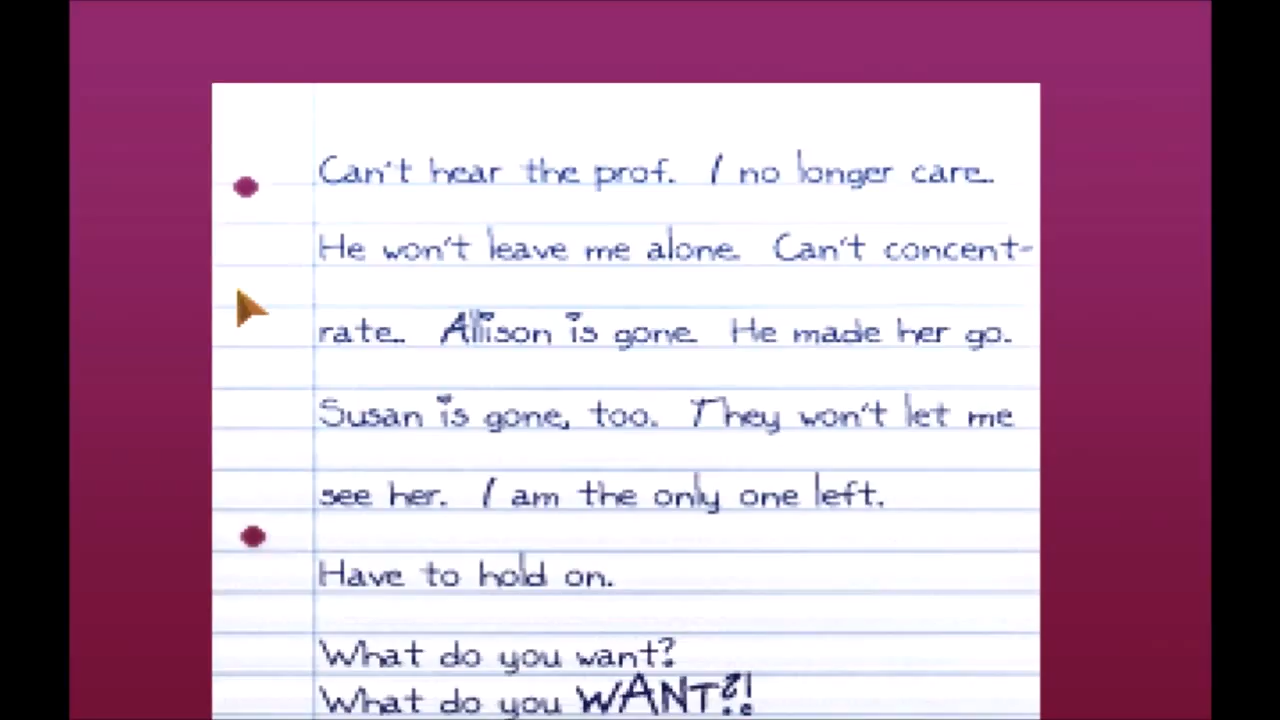 Can't hear the prof. I no longer care.
He won't leave me alone. Can't concent-
rate. Allison is gone. He made her go.
Susan is gone, too. They won't let me
see her. I am the only one left.
Have to hold on.
What do you want?
What do you WANT?!